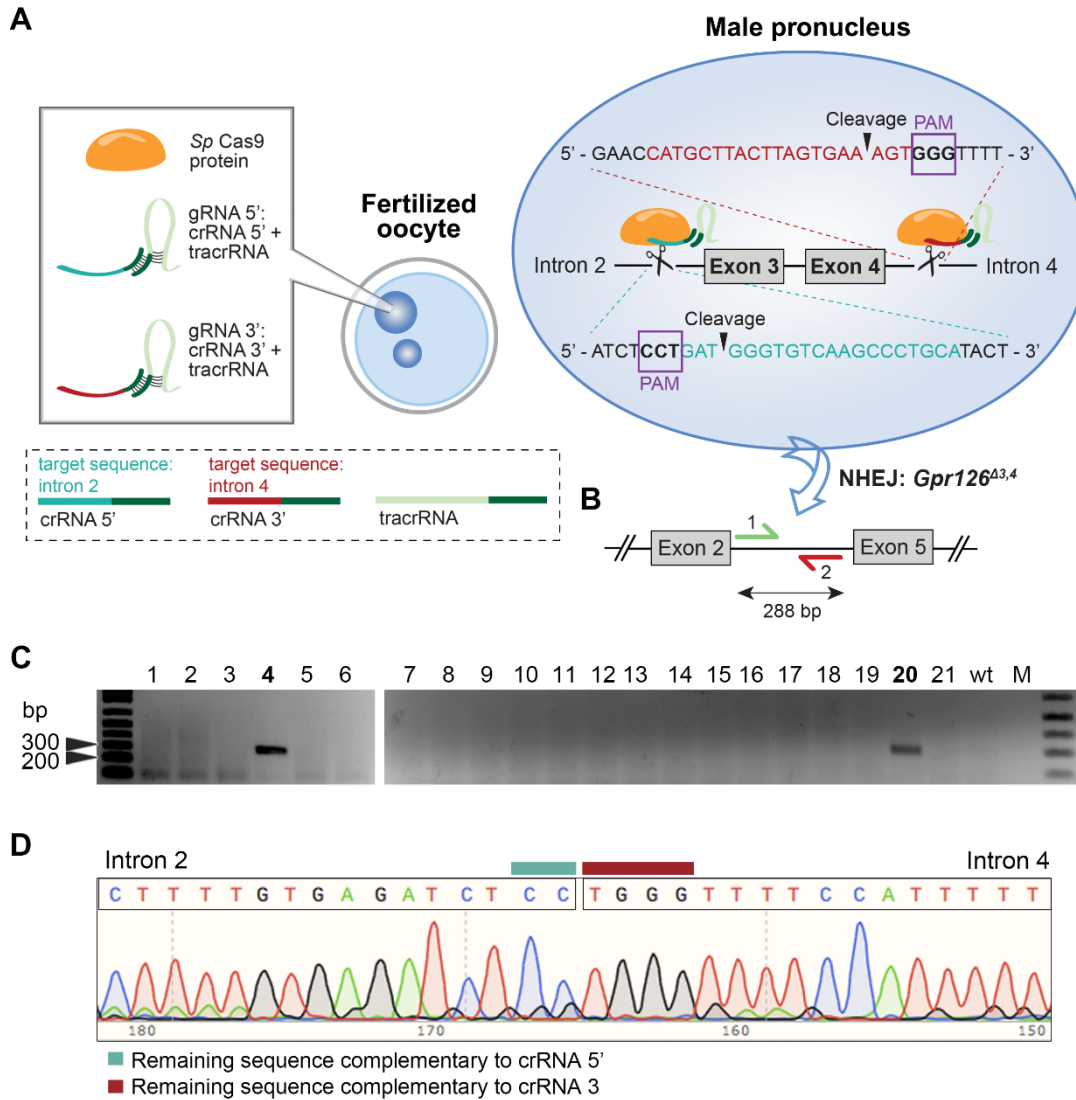 A
Male pronucleus
Sp Cas9
protein
gRNA 5’:
crRNA 5’ +
tracrRNA
gRNA 3’:
crRNA 3’ +
tracrRNA
Fertilized
oocyte
Cleavage
PAM
5’ - GAACCATGCTTACTTAGTGAA AGTGGGTTTT - 3’
Intron 2
Exon 3
Exon 4
Intron 4
Cleavage
5’ - ATCTCCTGAT GGGTGTCAAGCCCTGCATACT - 3’
PAM
target sequence:
intron 2
crRNA 5’
target sequence:
intron 4
crRNA 3’
tracrRNA
NHEJ: Gpr126Δ3,4
B
Exon 2
1
2
Exon 5
288 bp
C
1 2 3 4 5 6 7 8 9 10 11 12 13 14 15 16 17 18 19 20 21 wt M
bp
300
200
D
Intron 2
Intron 4
C T T T T G T G A G A T C T C C T G G G T T T T C C A T T T T T
180 170 160 150
Remaining sequence complementary to crRNA 5’
Remaining sequence complementary to crRNA 3